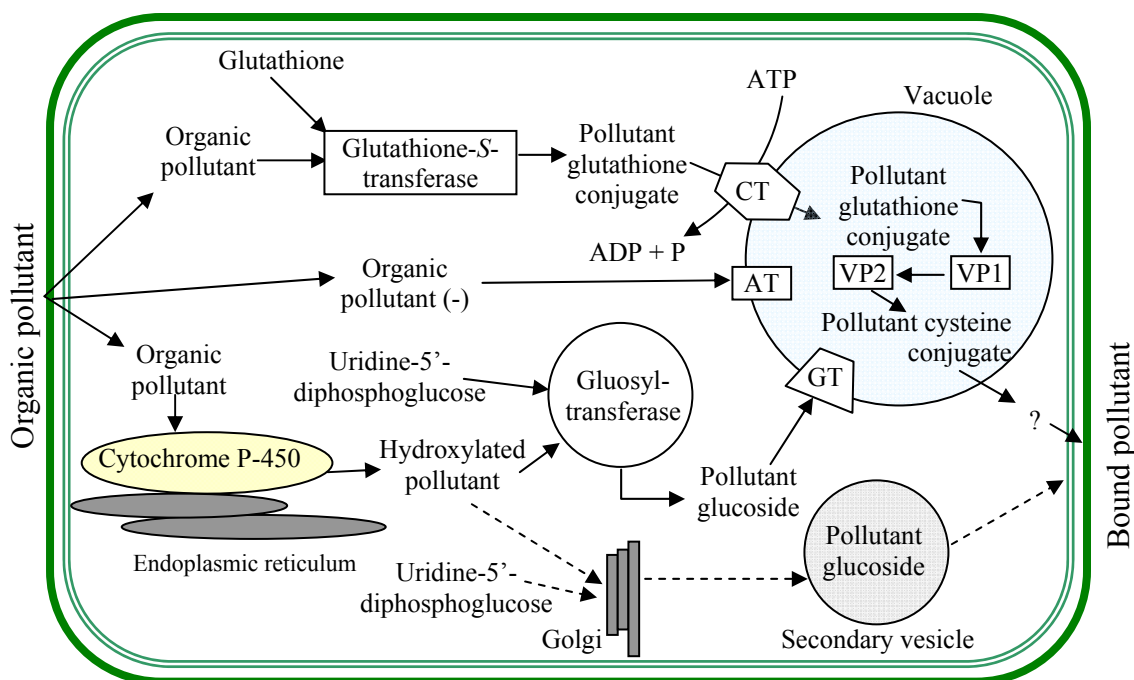 Glutathione
Organic
pollutant
Glutathione-S-
transferase
Pollutant
glutathione
conjugate
ATP
CT
ADP + P
Vacuole
Pollutant
glutathione
conjugate
VP2
VP1
Pollutant cysteine
conjugate
?
Organic pollutant
Organic
pollutant (-)
AT
Organic
pollutant
Uridine-5’-
diphosphoglucose
Gluosyl-
transferase
GT
Cytochrome P-450
Hydroxylated
pollutant
Pollutant
glucoside
Endoplasmic reticulum
Uridine-5’-
diphosphoglucose
Golgi
Pollutant
glucoside
Secondary vesicle
Bound pollutant